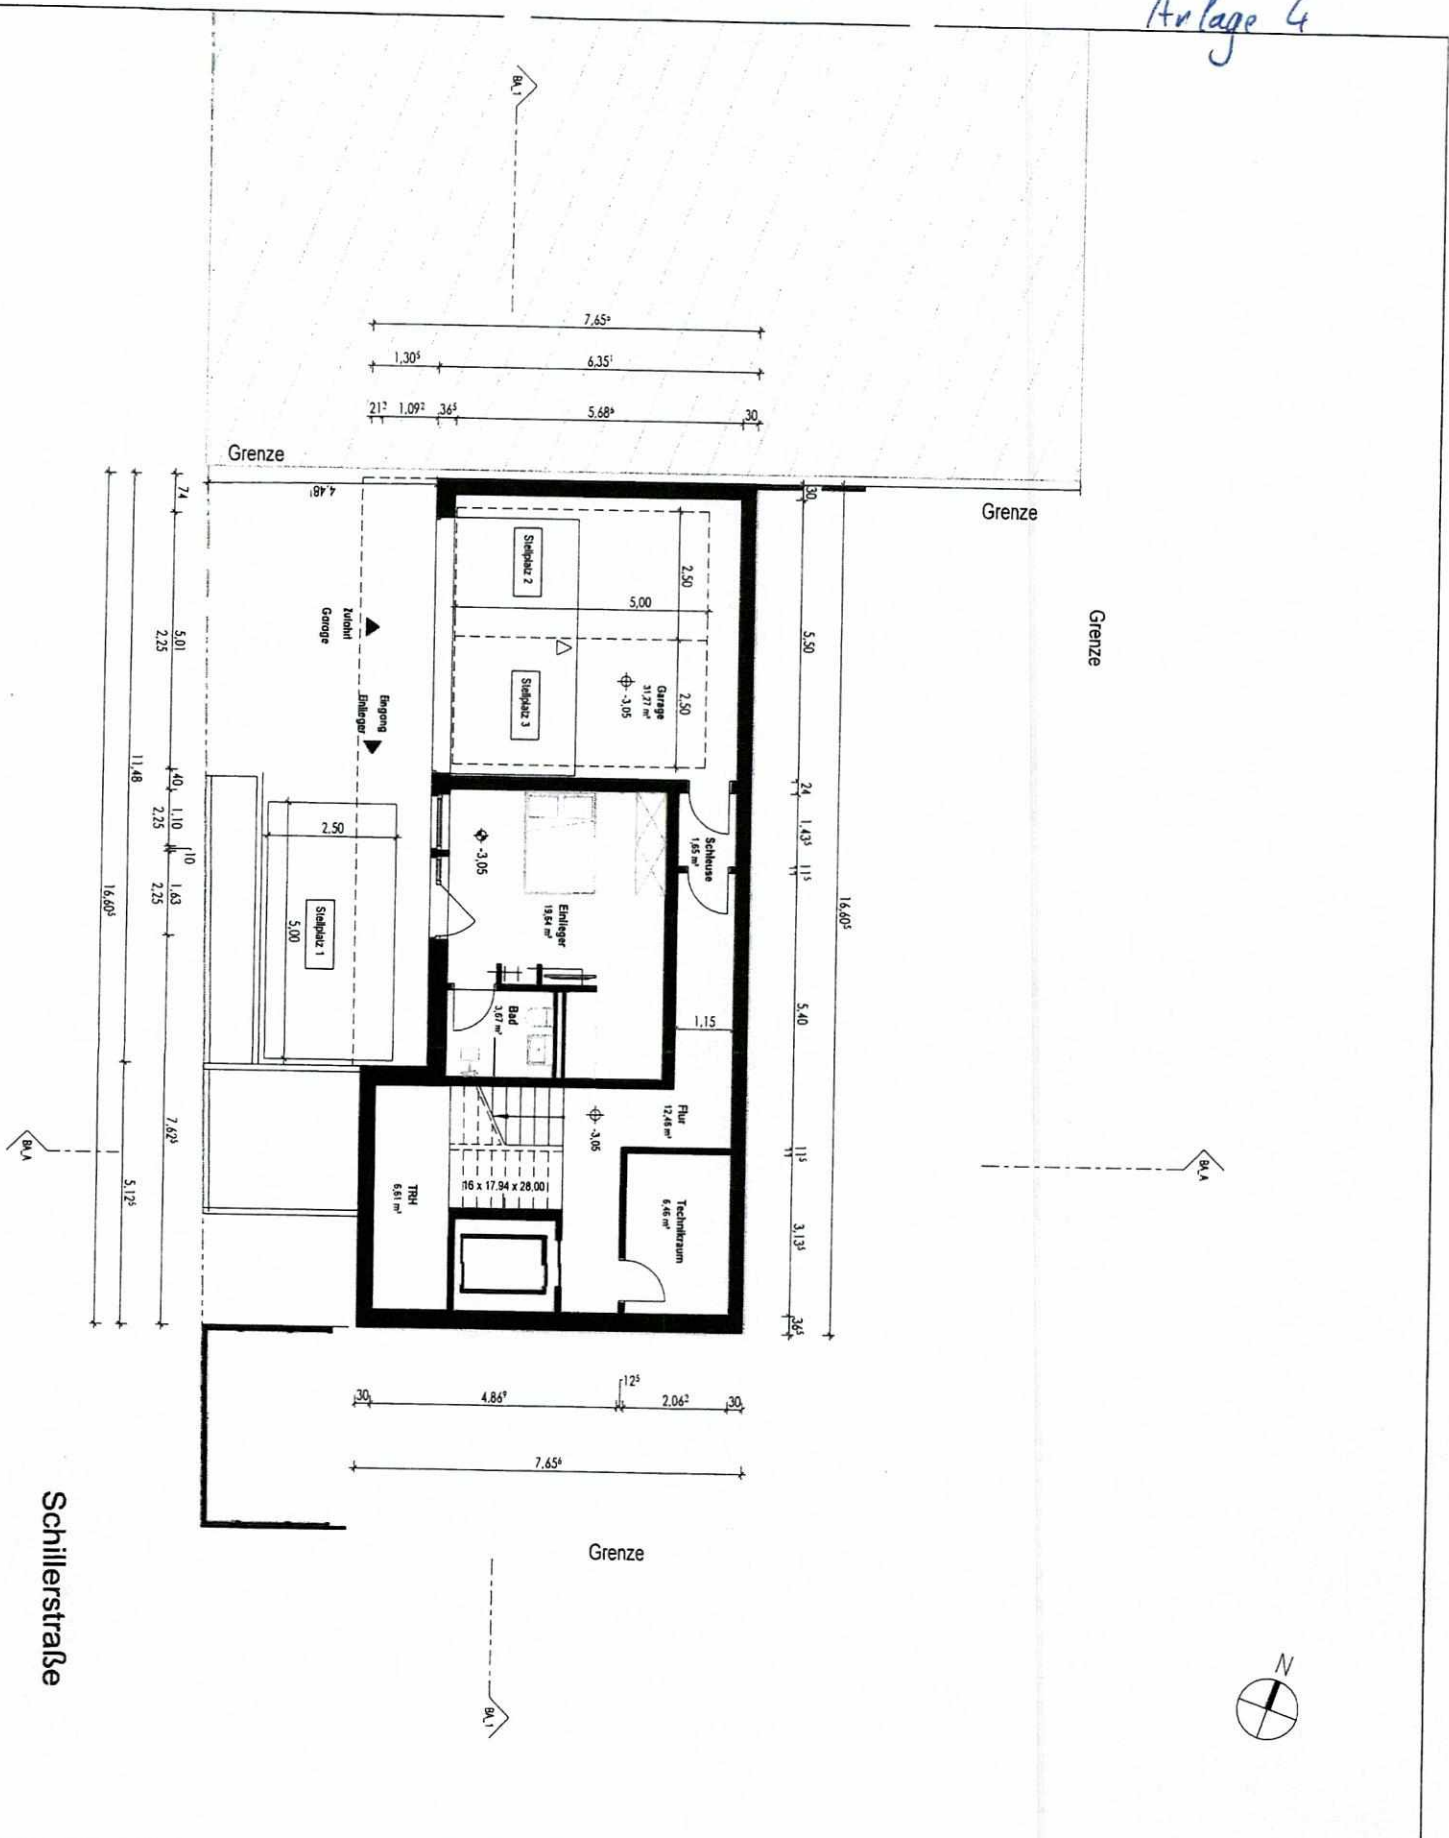 Anlage 4
BA_1
7,65⁵
1,30⁵
6,35¹
21² 1,09² 36⁵
5,68⁵
30
Grenze
4,48¹
74
30
Grenze
Grenze
Stellplatz 2
2,50
5,00
Zufahrt
Garage
5,01
2,25
5,50
Stellplatz 3
Garage
31,27 m²
-3,05
2,50
Eingang
Einlieger
11,48
40
1,10
2,25
10
1,63
2,25
24
1,43⁵
11⁵
16,60⁵
16,60⁵
2,50
Stellplatz 1
5,00
-3,05
Schleuse
1,65 m²
Einlieger
19,64 m²
Bad
3,67 m²
1,15
5,40
Flur
12,46 m²
-3,05
7,62⁵
5,12⁵
BA_A
BA_A
11⁵
16 x 17,94 x 28,00
TRH
6,61 m²
Technikraum
6,46 m²
3,13⁵
36⁵
30
4,86⁹
12⁵
2,06²
30
7,65⁶
Grenze
Schillerstraße
BA_1
N